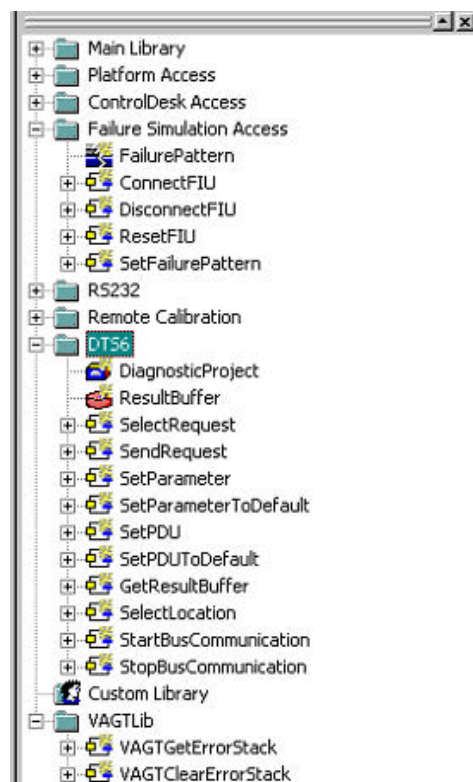 Main Library
Platform Access
ControlDesk Access
Failure Simulation Access
FailurePattern
ConnectFIU
DisconnectFIU
ResetFIU
SetFailurePattern
RS232
Remote Calibration
DTS6
DiagnosticProject
ResultBuffer
SelectRequest
SendRequest
SetParameter
SetParameterToDefault
SetPDU
SetPDUToDefault
GetResultBuffer
SelectLocation
StartBusCommunication
StopBusCommunication
Custom Library
VAGTLib
VAGTGetErrorStack
VAGTClearErrorStack